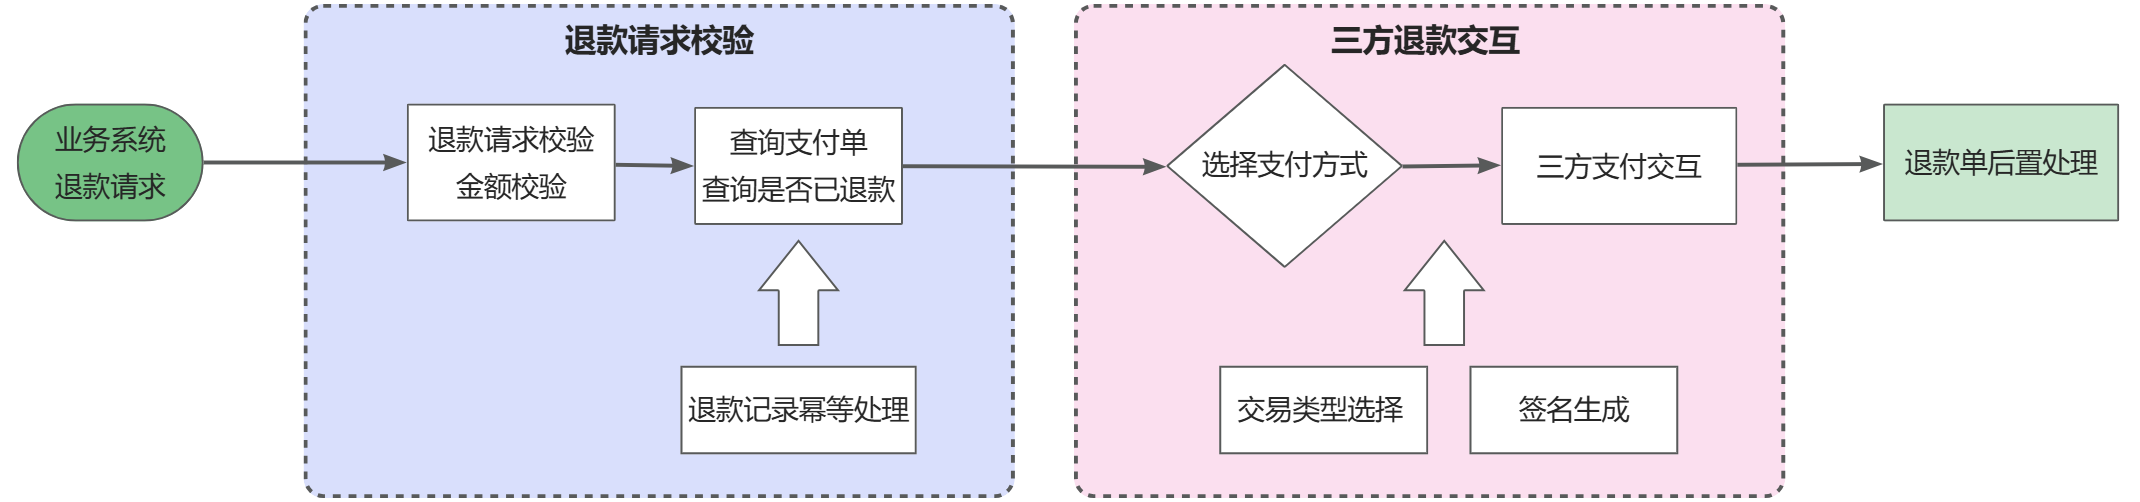 退款请求校验
三方退款交互
业务系统
退款请求
退款请求校验
金额校验
查询支付单
查询是否已退款
选择支付方式
三方支付交互
退款单后置处理
退款记录幂等处理
交易类型选择
签名生成